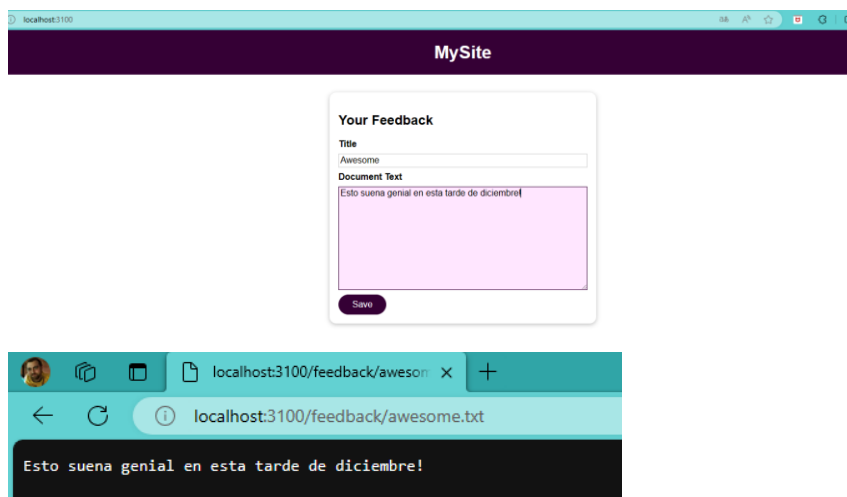 localhost:3100
MySite
Your Feedback
Title
Awesome
Document Text
Esto suena genial en esta tarde de diciembre!
Save
localhost:3100/feedback/awesom
localhost:3100/feedback/awesome.txt
Esto suena genial en esta tarde de diciembre!